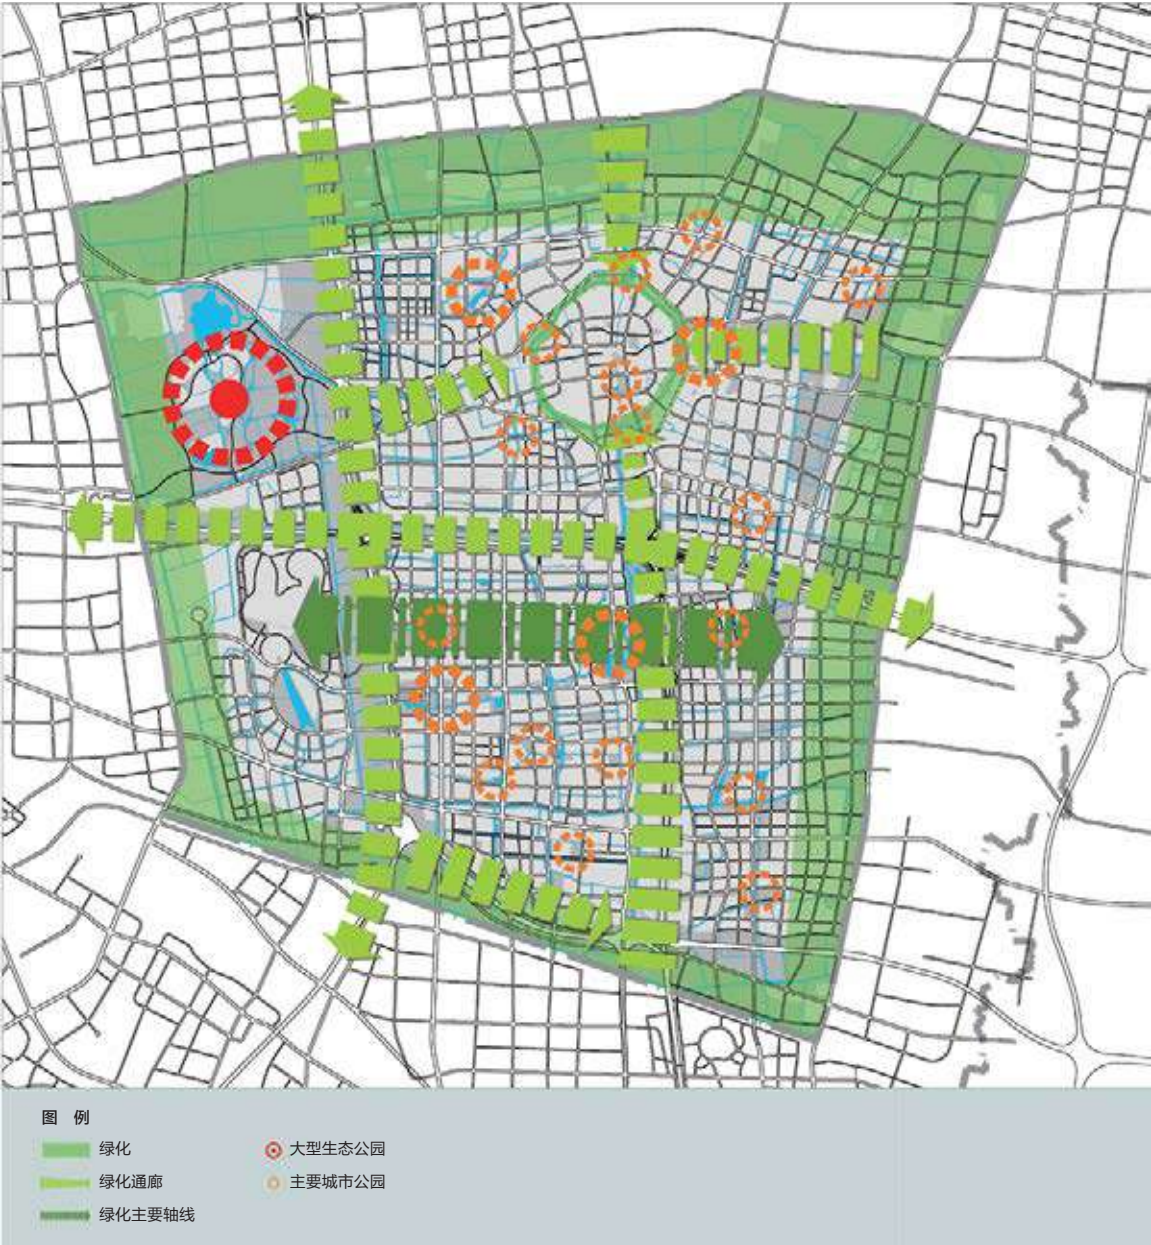 图 例
绿化
绿化通廊
绿化主要轴线
大型生态公园
主要城市公园